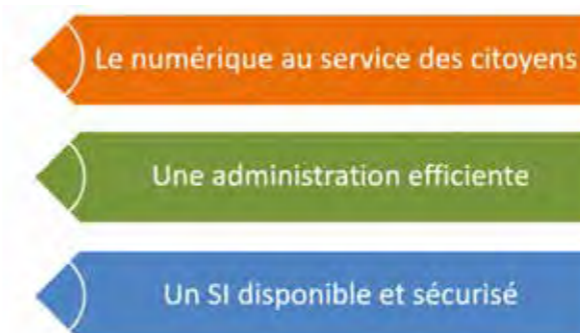 Le numérique au service des citoyens
Une administration efficiente
Un SI disponible et sécurisé